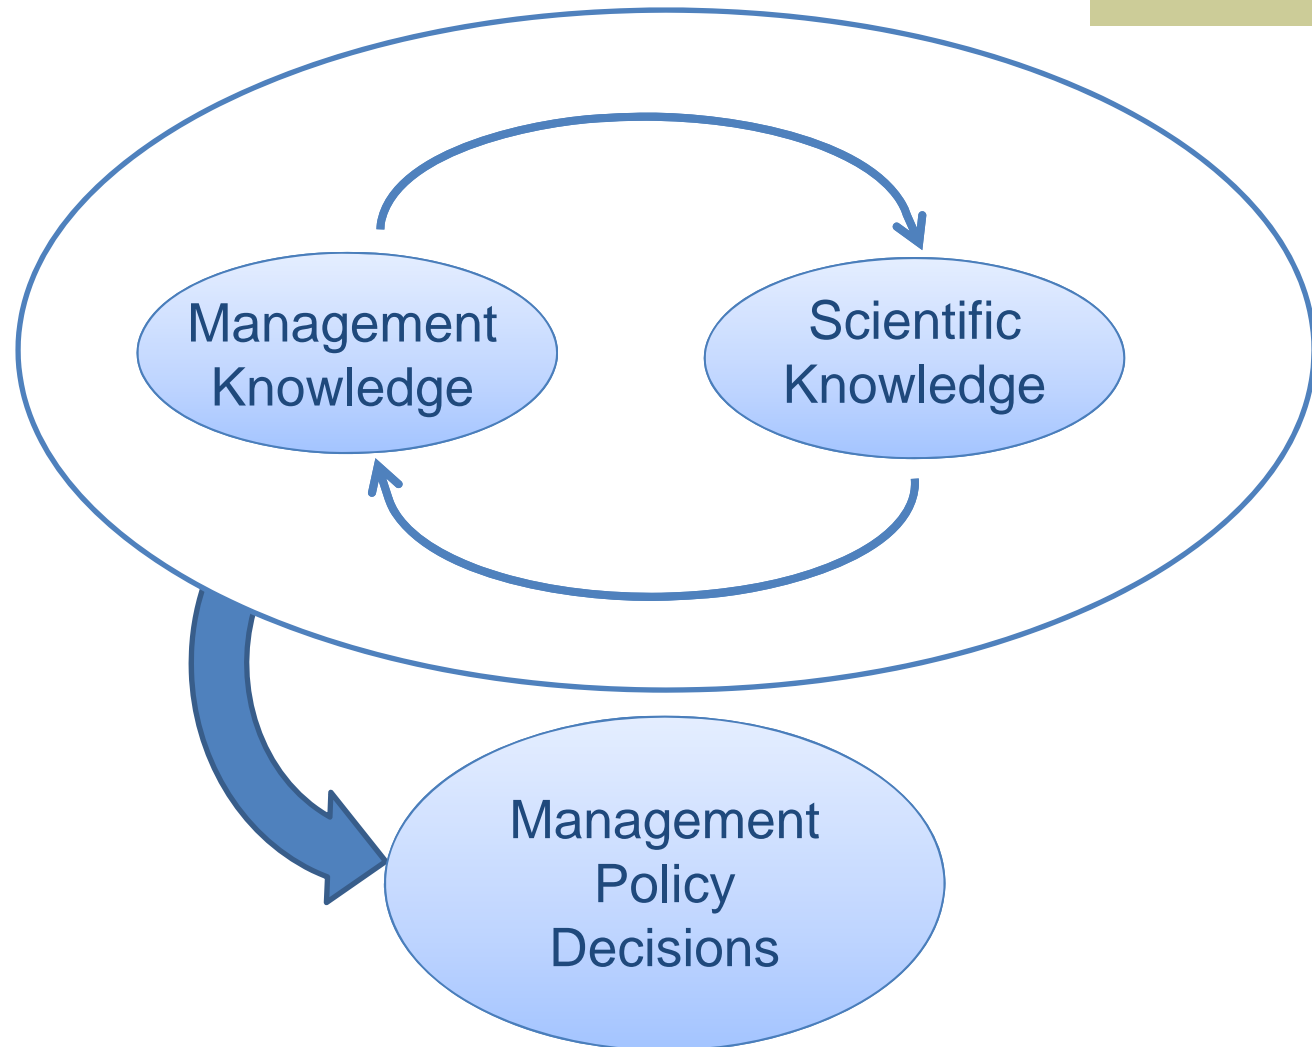 Management
Knowledge
Scientific
Knowledge
Management
Policy
Decisions